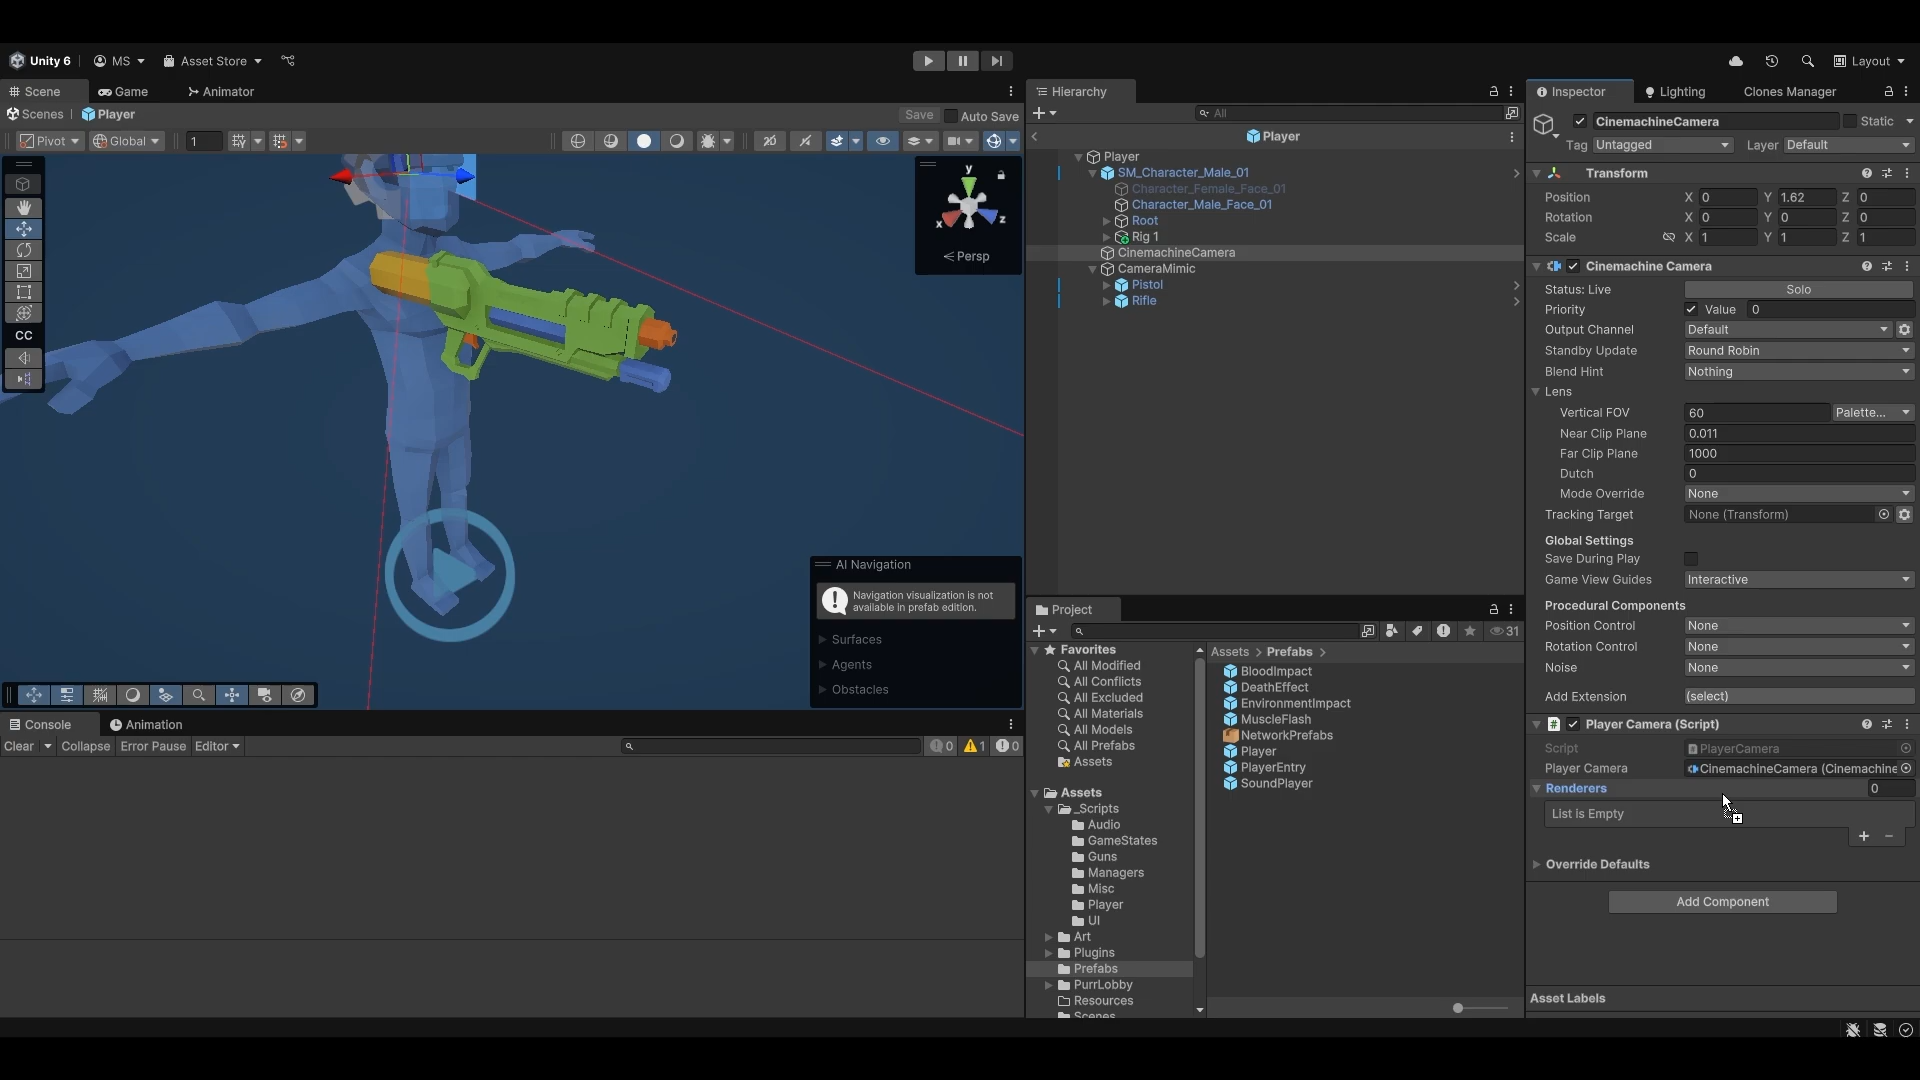 Unity 6 MS Asset Store Layout
Scene Game Animator
Scenes Player Save Auto Save
Pivot Global 1 2D
y
x
z
Persp
CC
AI Navigation
Navigation visualization is not
available in prefab edition.
Surfaces
Agents
Obstacles
Console Animation
Clear Collapse Error Pause Editor 0 1 0
Hierarchy
All
Player
Player
SM_Character_Male_01
Character_Female_Face_01
Character_Male_Face_01
Root
Rig 1
CinemachineCamera
CameraMimic
Pistol
Rifle
Project
31
Favorites
All Modified
All Conflicts
All Excluded
All Materials
All Models
All Prefabs
Assets
Assets
_Scripts
Audio
GameStates
Guns
Managers
Misc
Player
UI
Art
Plugins
Prefabs
PurrLobby
Resources
Scenes
Assets > Prefabs >
BloodImpact
DeathEffect
EnvironmentImpact
MuscleFlash
NetworkPrefabs
Player
PlayerEntry
SoundPlayer
Inspector Lighting Clones Manager
CinemachineCamera Static
Tag Untagged Layer Default
Transform
Position X 0 Y 1.62 Z 0
Rotation X 0 Y 0 Z 0
Scale X 1 Y 1 Z 1
Cinemachine Camera
Status: Live Solo
Priority Value 0
Output Channel Default
Standby Update Round Robin
Blend Hint Nothing
Lens
Vertical FOV 60 Palette...
Near Clip Plane 0.011
Far Clip Plane 1000
Dutch 0
Mode Override None
Tracking Target None (Transform)
Global Settings
Save During Play
Game View Guides Interactive
Procedural Components
Position Control None
Rotation Control None
Noise None
Add Extension (select)
# Player Camera (Script)
Script PlayerCamera
Player Camera CinemachineCamera (Cinemachine
Renderers 0
List is Empty
+ −
Override Defaults
Add Component
Asset Labels